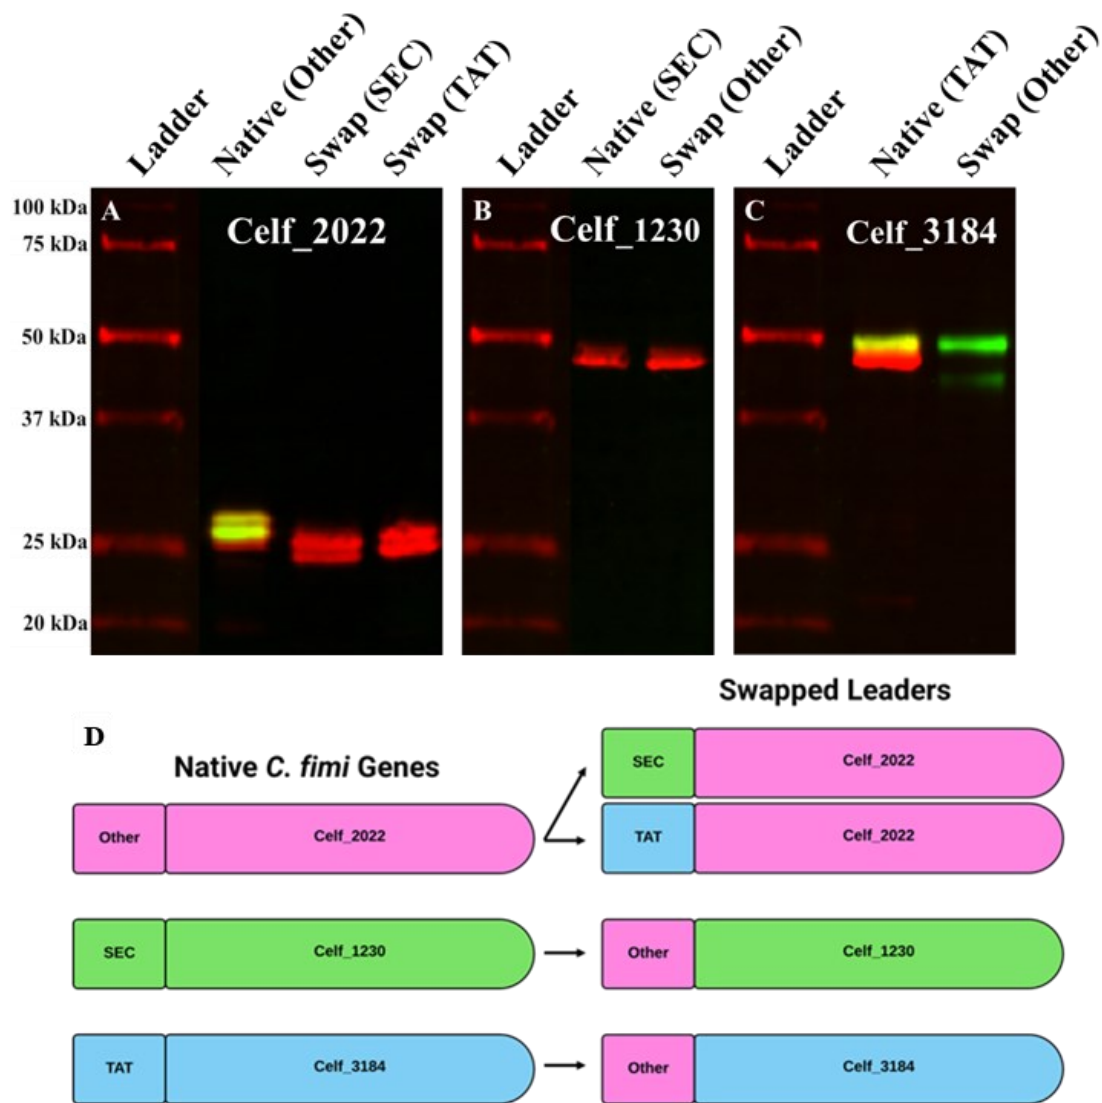 Ladder
Native (Other)
Swap (SEC)
Swap (TAT)
Ladder
Native (SEC)
Swap (Other)
Ladder
Native (TAT)
Swap (Other)
A
Celf_2022
B
Celf_1230
C
Celf_3184
100 kDa
75 kDa
50 kDa
37 kDa
25 kDa
20 kDa
D
Native C. fimi Genes
Swapped Leaders
Other
Celf_2022
SEC
Celf_2022
TAT
Celf_2022
SEC
Celf_1230
Other
Celf_1230
TAT
Celf_3184
Other
Celf_3184